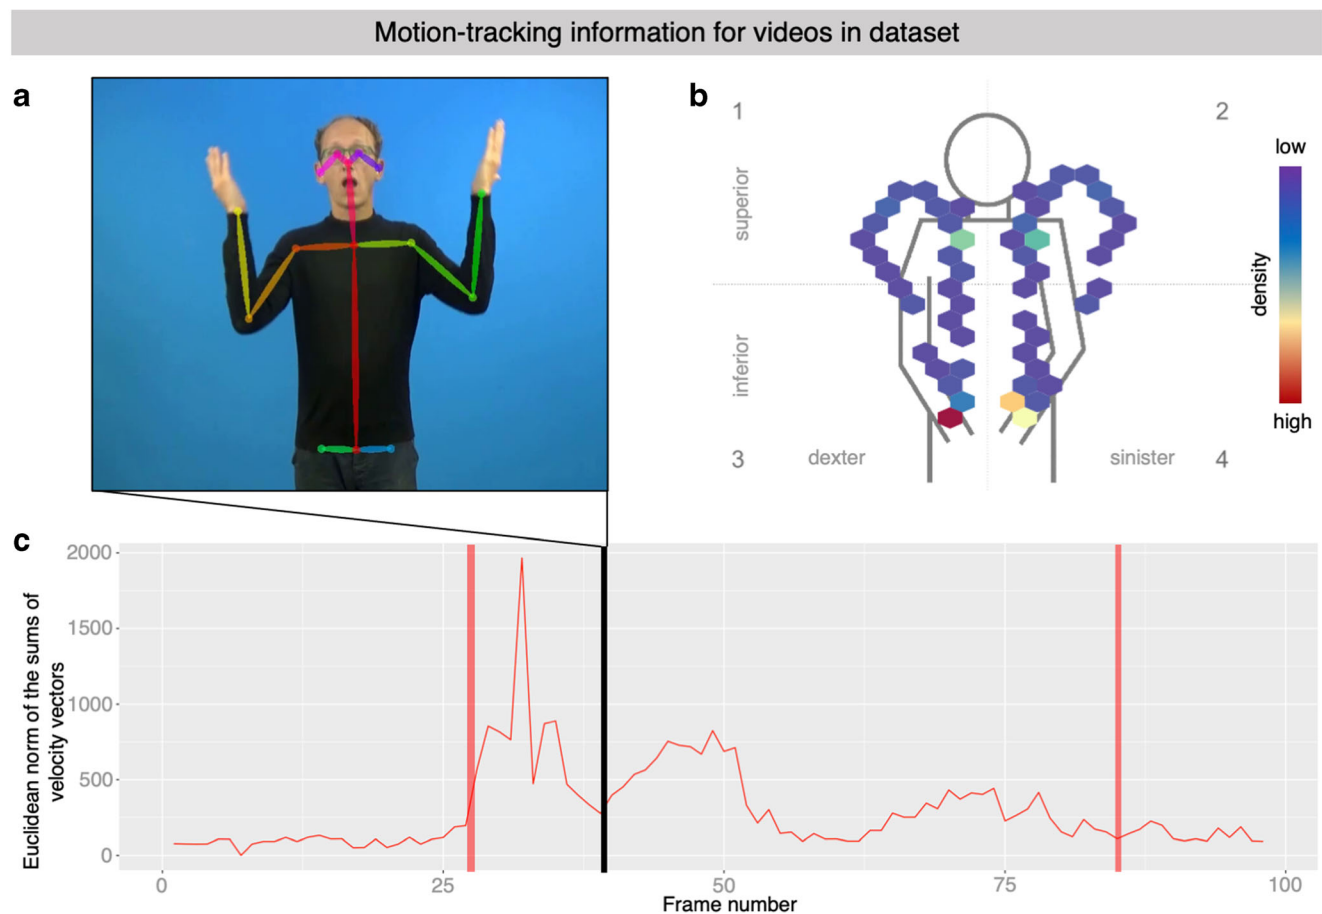 Motion-tracking information for videos in dataset
a
b
1
2
superior
inferior
3
dexter
sinister
4
low
density
high
c
Euclidean norm of the sums of
velocity vectors
2000
1500
1000
500
0
0
25
50
75
100
Frame number